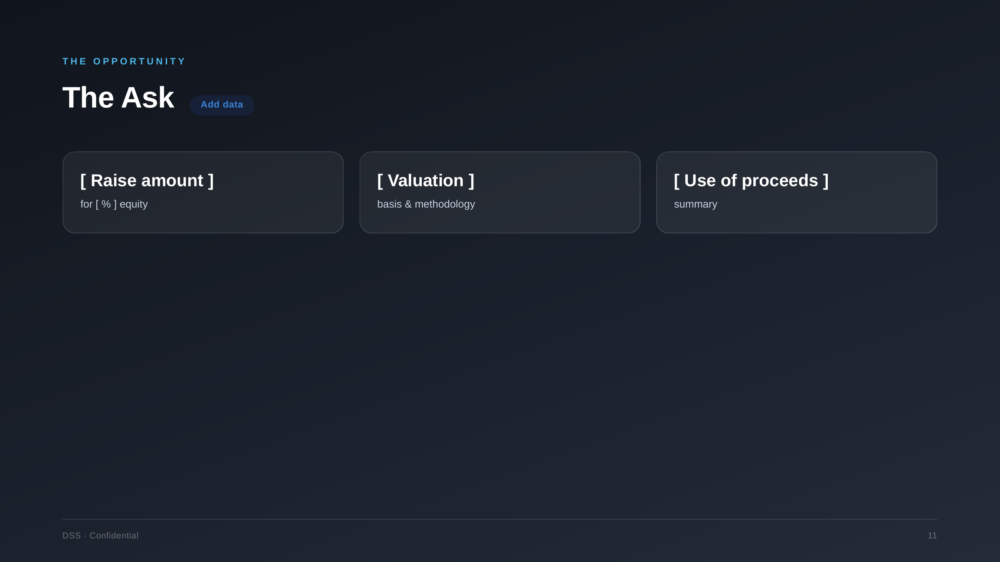 THE OPPORTUNITY
The Ask
Add data
[ Raise amount ]
for [ % ] equity
[ Valuation ]
basis & methodology
[ Use of proceeds ]
summary
DSS · Confidential
11